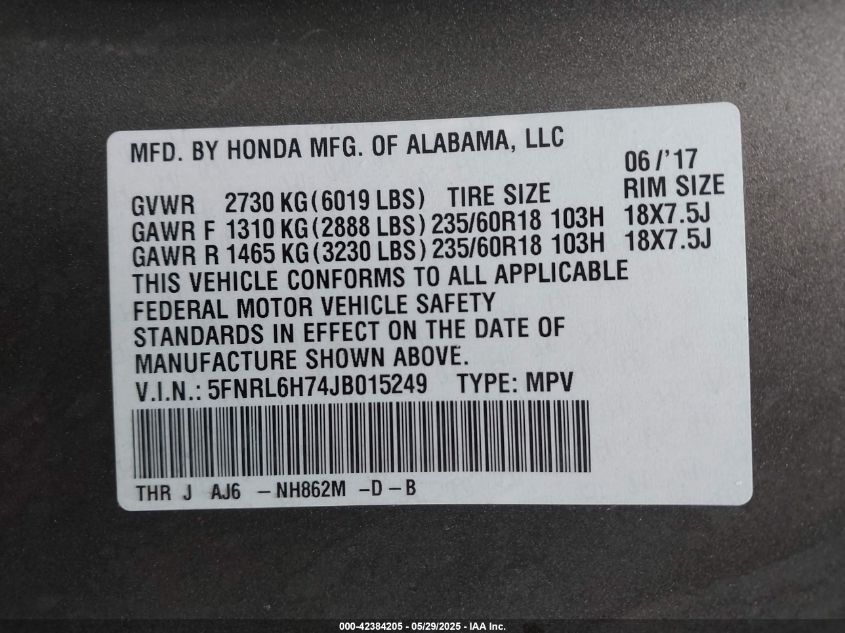 MFD. BY HONDA MFG. OF ALABAMA, LLC
06 /'17
GVWR 2730 KG(6019 LBS) TIRE SIZE RIM SIZE
GAWR F 1310 KG(2888 LBS) 235/60R18 103H 18X7.5J
GAWR R 1465 KG(3230 LBS) 235/60R18 103H 18X7.5J
THIS VEHICLE CONFORMS TO ALL APPLICABLE
FEDERAL MOTOR VEHICLE SAFETY
STANDARDS IN EFFECT ON THE DATE OF
MANUFACTURE SHOWN ABOVE.
V.I.N.: 5FNRL6H74JB015249 TYPE: MPV
THR J AJ6 -NH862M -D-B
000-42384205 - 05/29/2025 - IAA Inc.